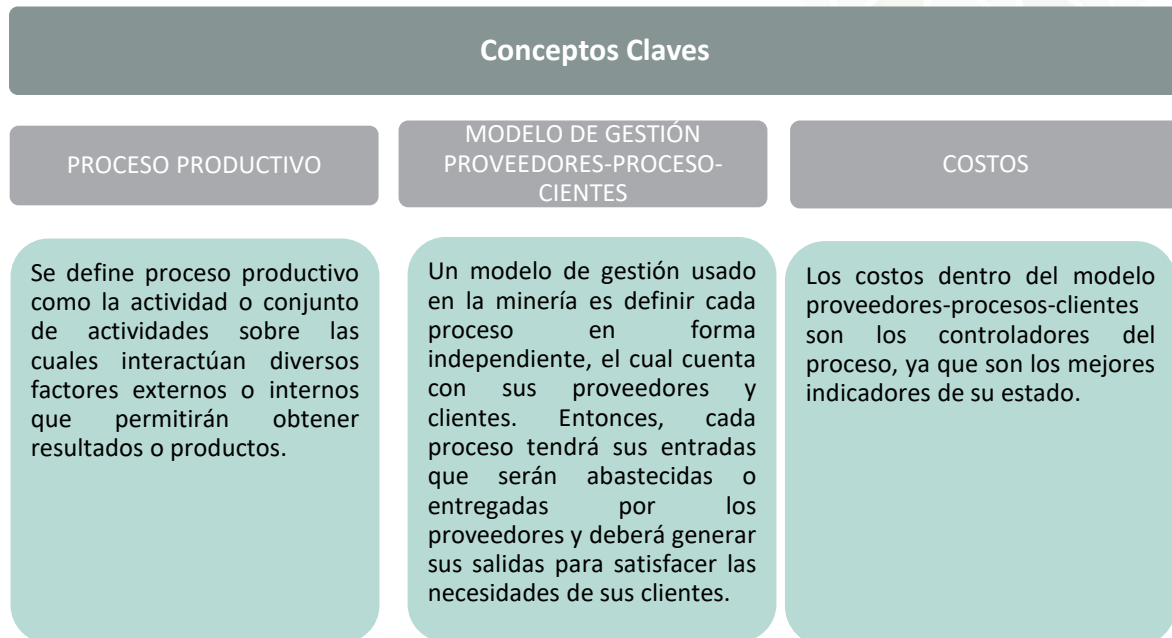 Conceptos Claves
PROCESO PRODUCTIVO
MODELO DE GESTIÓN
PROVEEDORES-PROCESO-
CIENTES
COSTOS
Se define proceso productivo
como la actividad o conjunto
de actividades sobre las
cuales interactúan diversos
factores externos o internos
que permitirán obtener
resultados o productos.
Un modelo de gestión usado
en la minería es definir cada
proceso en forma
independiente, el cual cuenta
con sus proveedores y
clientes. Entonces, cada
proceso tendrá sus entradas
que serán abastecidas o
entregadas por los
proveedores y deberá generar
sus salidas para satisfacer las
necesidades de sus clientes.
Los costos dentro del modelo
proveedores-procesos-clientes
son los controladores del
proceso, ya que son los mejores
indicadores de su estado.